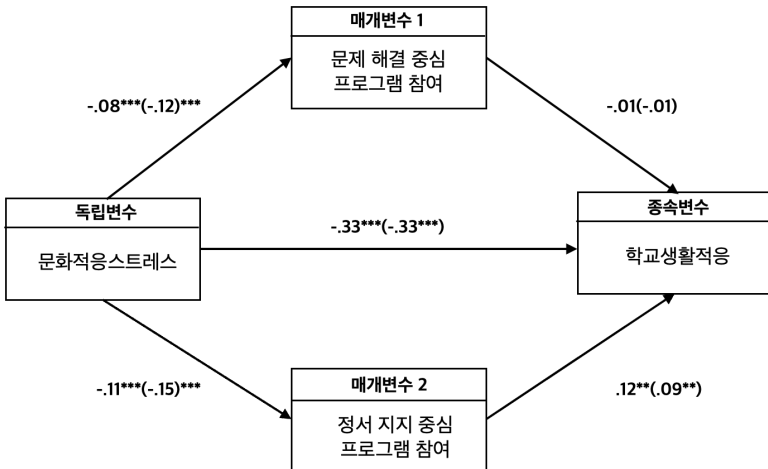 매개변수 1
문제 해결 중심
프로그램 참여
-.08***(-.12)***
-.01(-.01)
독립변수
문화적응스트레스
-.33***(-.33***)
종속변수
학교생활적응
-.11***(-.15)***
.12**(.09**)
매개변수 2
정서 지지 중심
프로그램 참여